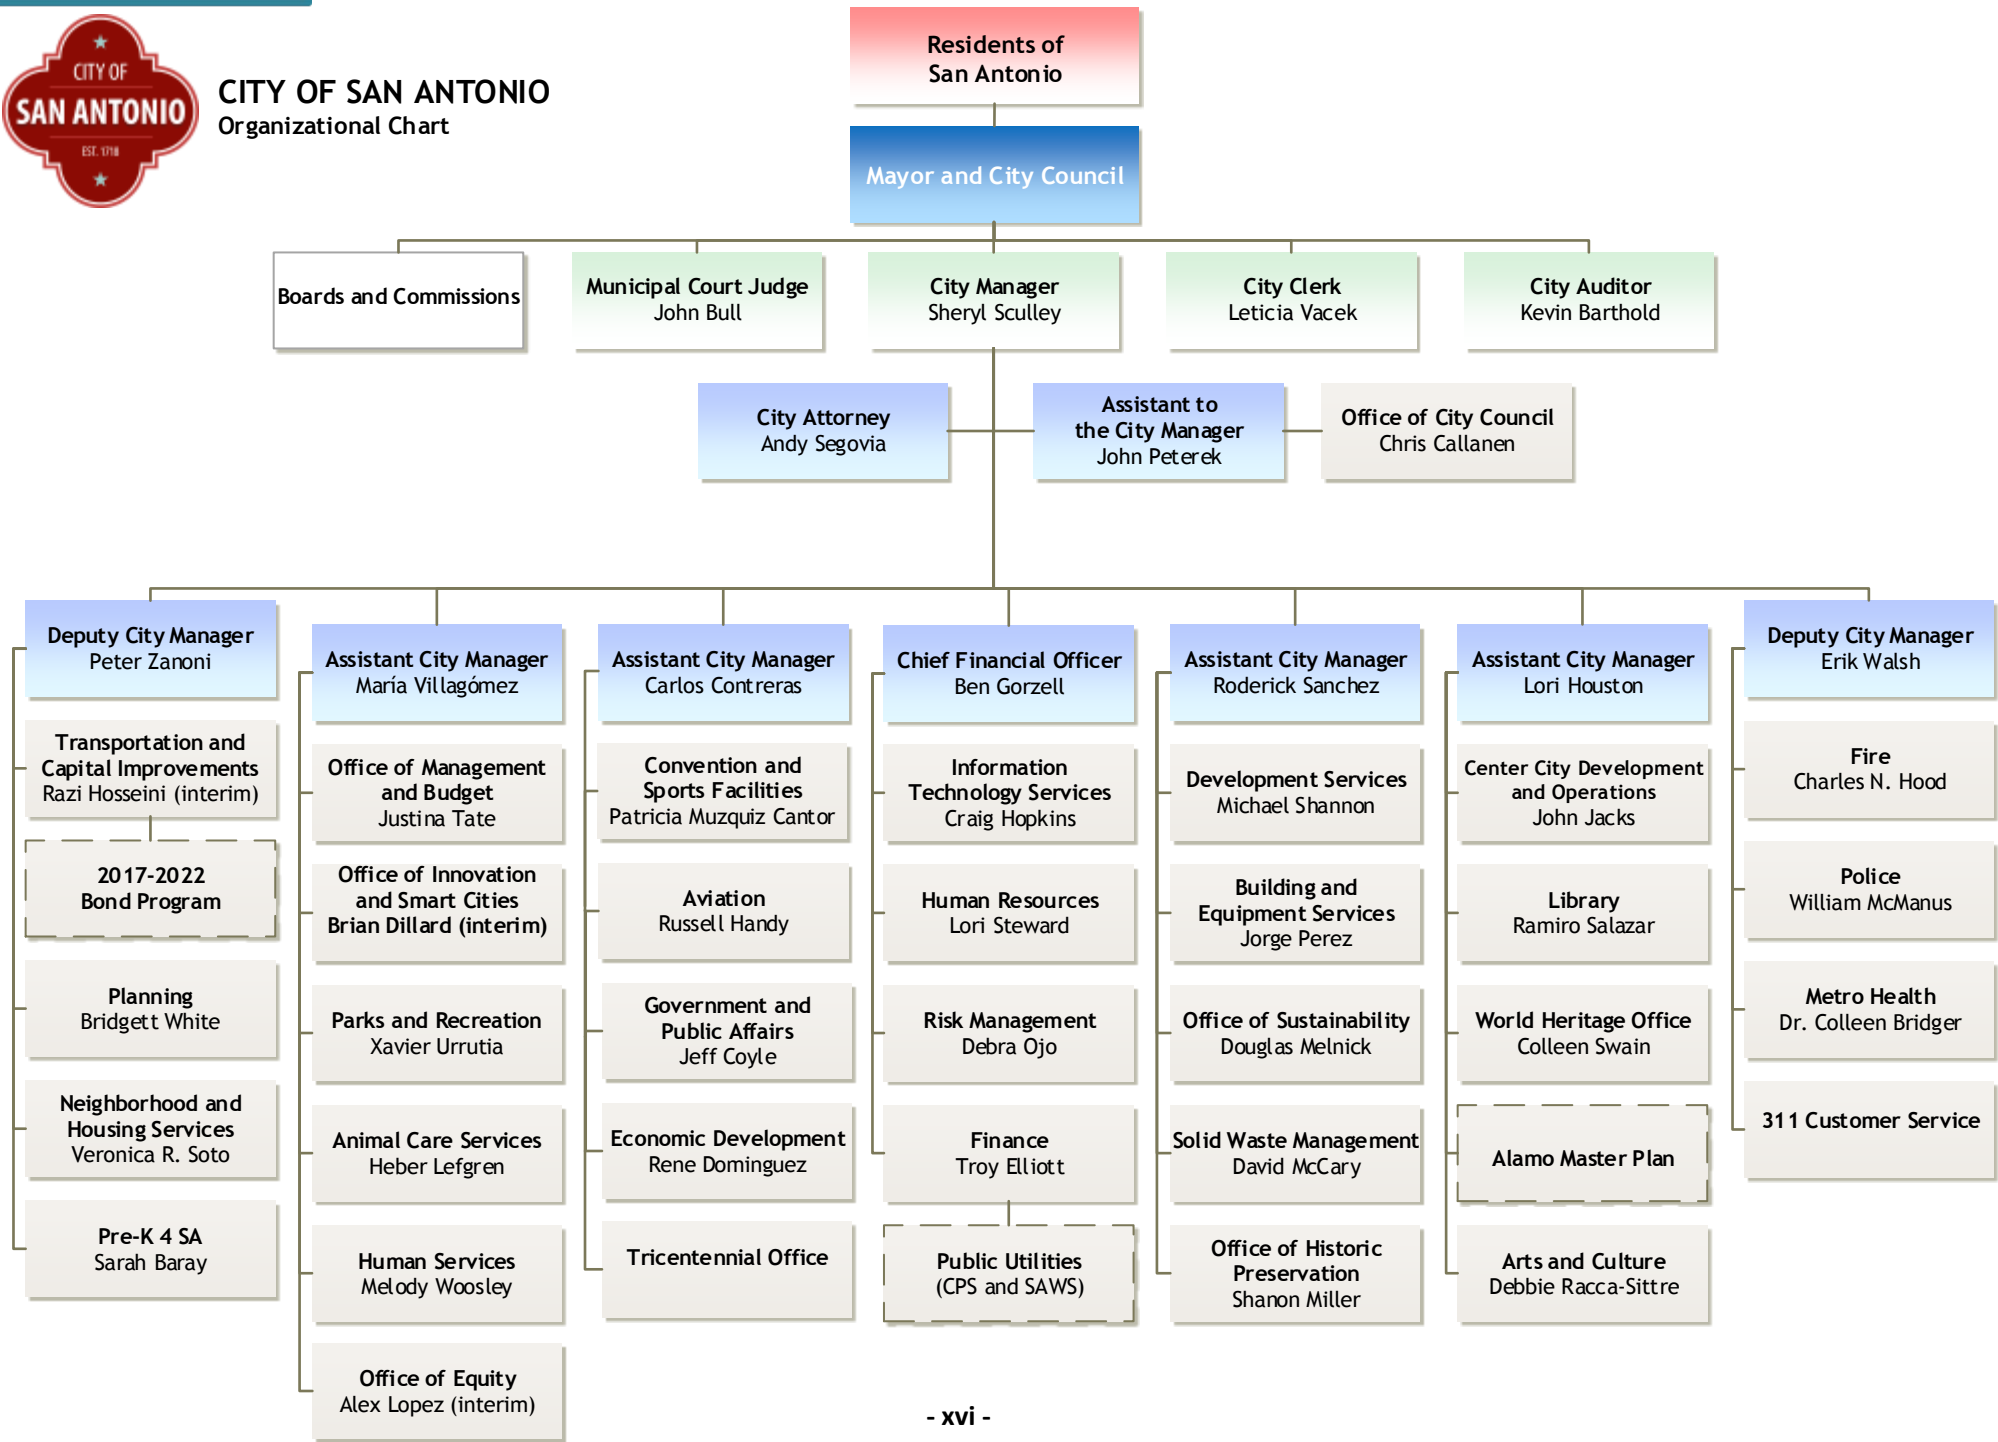 CITY OF
SAN ANTONIO
EST. 1718
CITY OF SAN ANTONIO
Organizational Chart
Residents of
San Antonio
Mayor and City Council
Boards and Commissions
Municipal Court Judge
John Bull
City Manager
Sheryl Sculley
City Clerk
Leticia Vacek
City Auditor
Kevin Barthold
City Attorney
Andy Segovia
Assistant to
the City Manager
John Peterek
Office of City Council
Chris Callanen
Deputy City Manager
Peter Zanoni
Transportation and
Capital Improvements
Razi Hosseini (interim)
2017-2022
Bond Program
Planning
Bridgett White
Neighborhood and
Housing Services
Veronica R. Soto
Pre-K 4 SA
Sarah Baray
Assistant City Manager
María Villagómez
Office of Management
and Budget
Justina Tate
Office of Innovation
and Smart Cities
Brian Dillard (interim)
Parks and Recreation
Xavier Urrutia
Animal Care Services
Heber Lefgren
Human Services
Melody Woosley
Office of Equity
Alex Lopez (interim)
Assistant City Manager
Carlos Contreras
Convention and
Sports Facilities
Patricia Muzquiz Cantor
Aviation
Russell Handy
Government and
Public Affairs
Jeff Coyle
Economic Development
Rene Dominguez
Tricentennial Office
Chief Financial Officer
Ben Gorzell
Information
Technology Services
Craig Hopkins
Human Resources
Lori Steward
Risk Management
Debra Ojo
Finance
Troy Elliott
Public Utilities
(CPS and SAWS)
Assistant City Manager
Roderick Sanchez
Development Services
Michael Shannon
Building and
Equipment Services
Jorge Perez
Office of Sustainability
Douglas Melnick
Solid Waste Management
David McCary
Office of Historic
Preservation
Shanon Miller
Assistant City Manager
Lori Houston
Center City Development
and Operations
John Jacks
Library
Ramiro Salazar
World Heritage Office
Colleen Swain
Alamo Master Plan
Arts and Culture
Debbie Racca-Sittre
Deputy City Manager
Erik Walsh
Fire
Charles N. Hood
Police
William McManus
Metro Health
Dr. Colleen Bridger
311 Customer Service
- xvi -